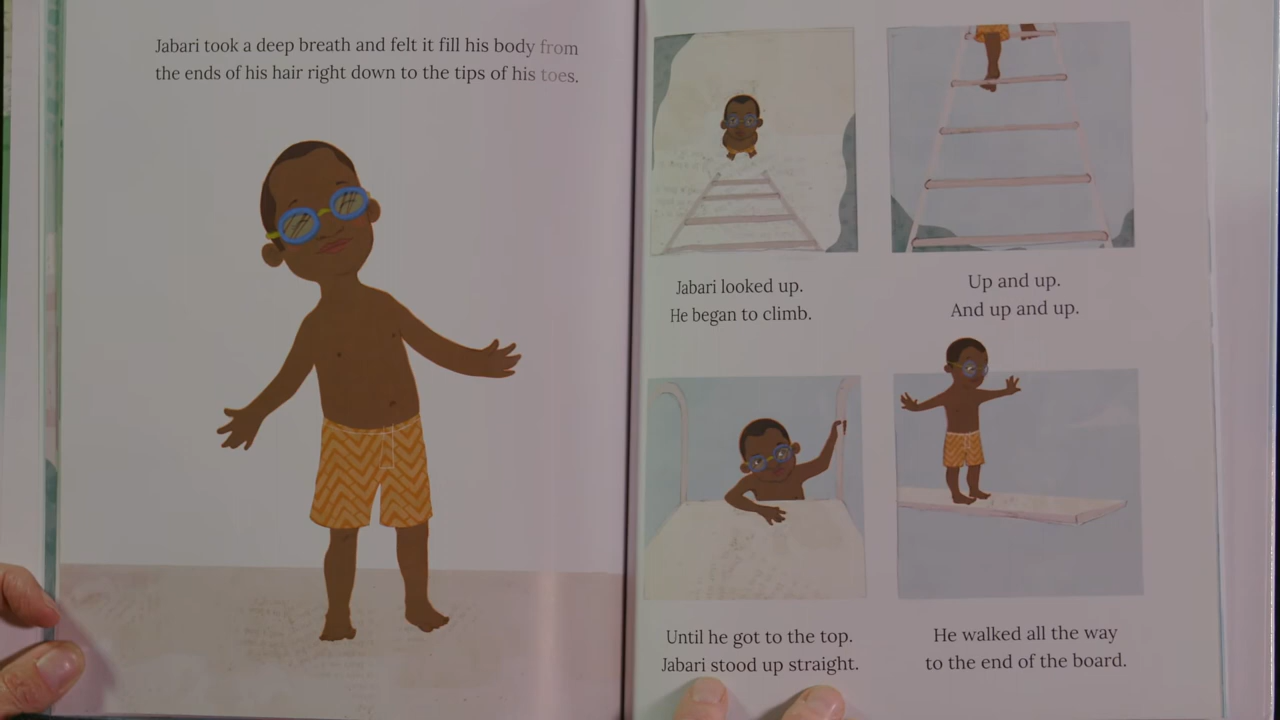 Jabari took a deep breath and felt it fill his body from
the ends of his hair right down to the tips of his toes.
Jabari looked up.
He began to climb.
Up and up.
And up and up.
Until he got to the top.
Jabari stood up straight.
He walked all the way
to the end of the board.